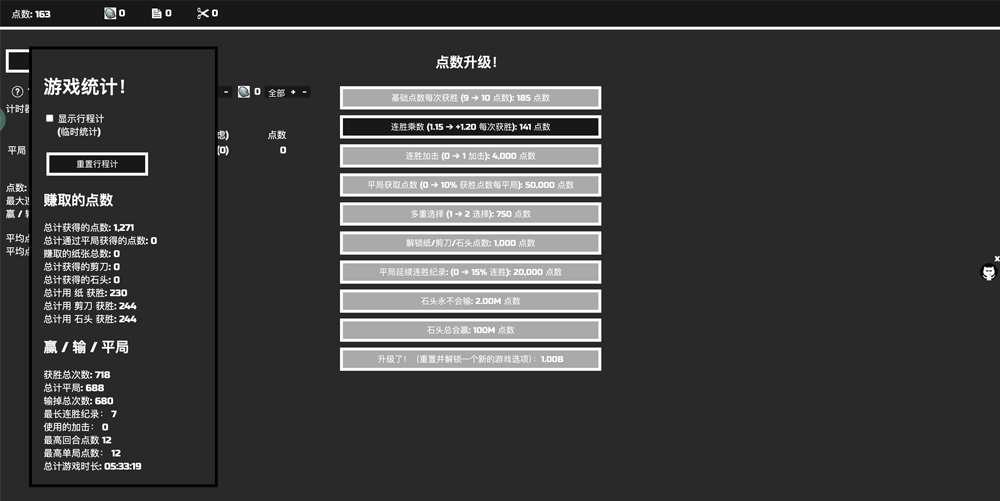 点数: 163
0
0
0
游戏统计!
显示行程计
(临时统计)
重置行程计
赚取的点数
总计获得的点数: 1,271
总计通过平局获得的点数: 0
赚取的纸张总数: 0
总计获得的剪刀: 0
总计获得的石头: 0
总计用 纸 获胜: 230
总计用 剪刀 获胜: 244
总计用 石头 获胜: 244
赢 / 输 / 平局
获胜总次数: 718
总计平局: 688
输掉总次数: 680
最长连胜纪录: 7
使用的加击: 0
最高回合点数 12
最高单局点数: 12
总计游戏时长: 05:33:19
?
计时器
平局
点数:
最大连
赢 / 输
平均点
平均点
- 0 全部 + -
虑) 点数
(0) 0
点数升级!
基础点数每次获胜 (9 → 10 点数): 185 点数
连胜乘数 (1.15 → +1.20 每次获胜): 141 点数
连胜加击 (0 → 1 加击): 4,000 点数
平局获取点数 (0 → 10% 获胜点数每平局): 50,000 点数
多重选择 (1 → 2 选择): 750 点数
解锁纸/剪刀/石头点数: 1,000 点数
平局延续连胜纪录: (0 → 15% 连胜): 20,000 点数
石头永不会输: 2.00M 点数
石头总会赢: 100M 点数
升级了! (重置并解锁一个新的游戏选项): 1.00B
x